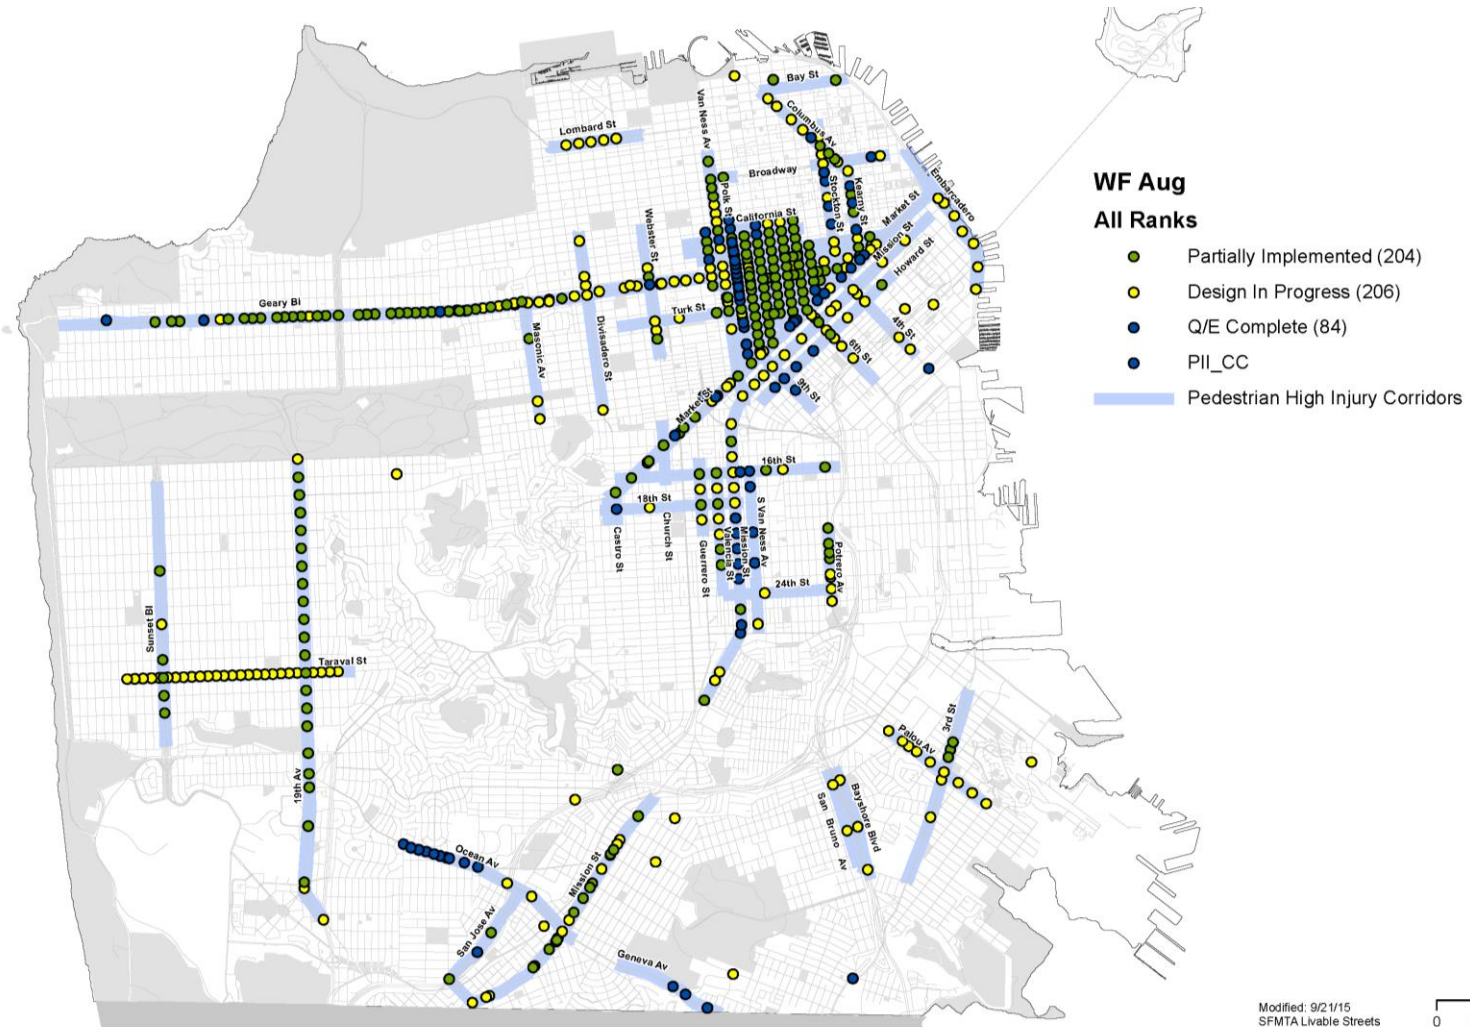 Bay St
Van Ness Av
Columbus Av
Lombard St
Broadway
Embarcadero
Polk St
Stockton St
Kearny St
Market St
California St
Webster St
Mission St
Howard St
Geary Bl
Turk St
Masonic Av
Divisadero St
4th St
6th St
9th St
Market St
16th St
18th St
Castro St
Church St
Guerrero St
Valencia St
Mission St
S Van Ness Av
Potrero Av
24th St
Sunset Bl
Taraval St
19th Av
3rd St
Palou Av
Bayshore Blvd
San Bruno Av
Ocean Av
Mission St
San Jose Av
Geneva Av
WF Aug
All Ranks
Partially Implemented (204)
Design In Progress (206)
Q/E Complete (84)
PII_CC
Pedestrian High Injury Corridors
Modified: 9/21/15
SFMTA Livable Streets
0